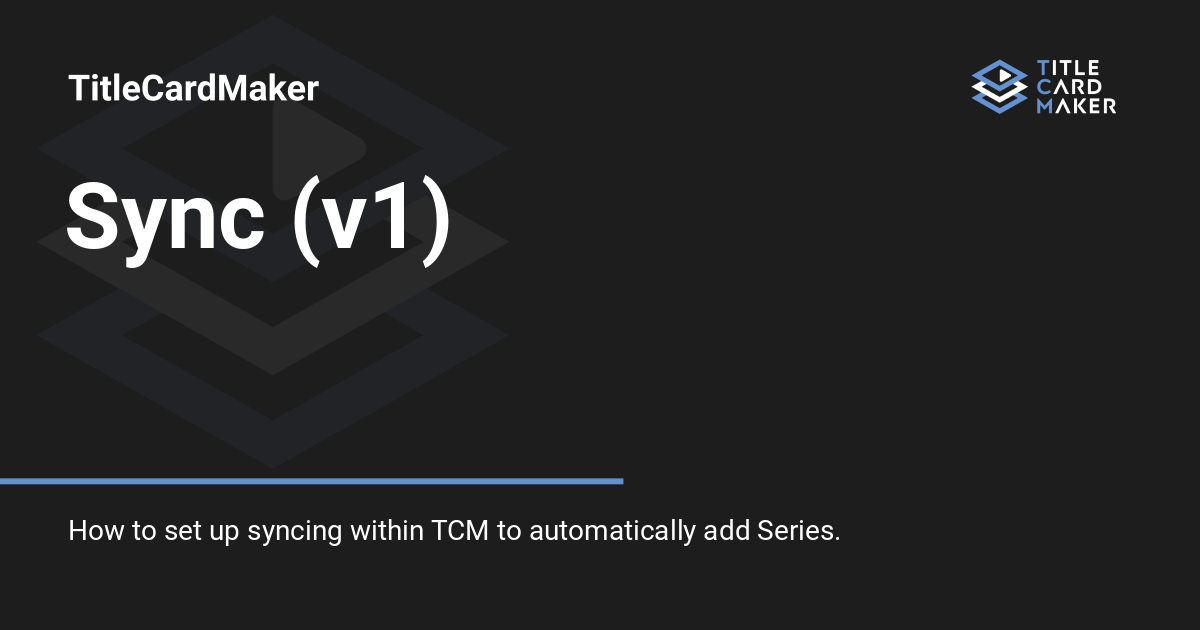 TitleCardMaker
TITLE
CARD
MAKER
Sync (v1)
How to set up syncing within TCM to automatically add Series.